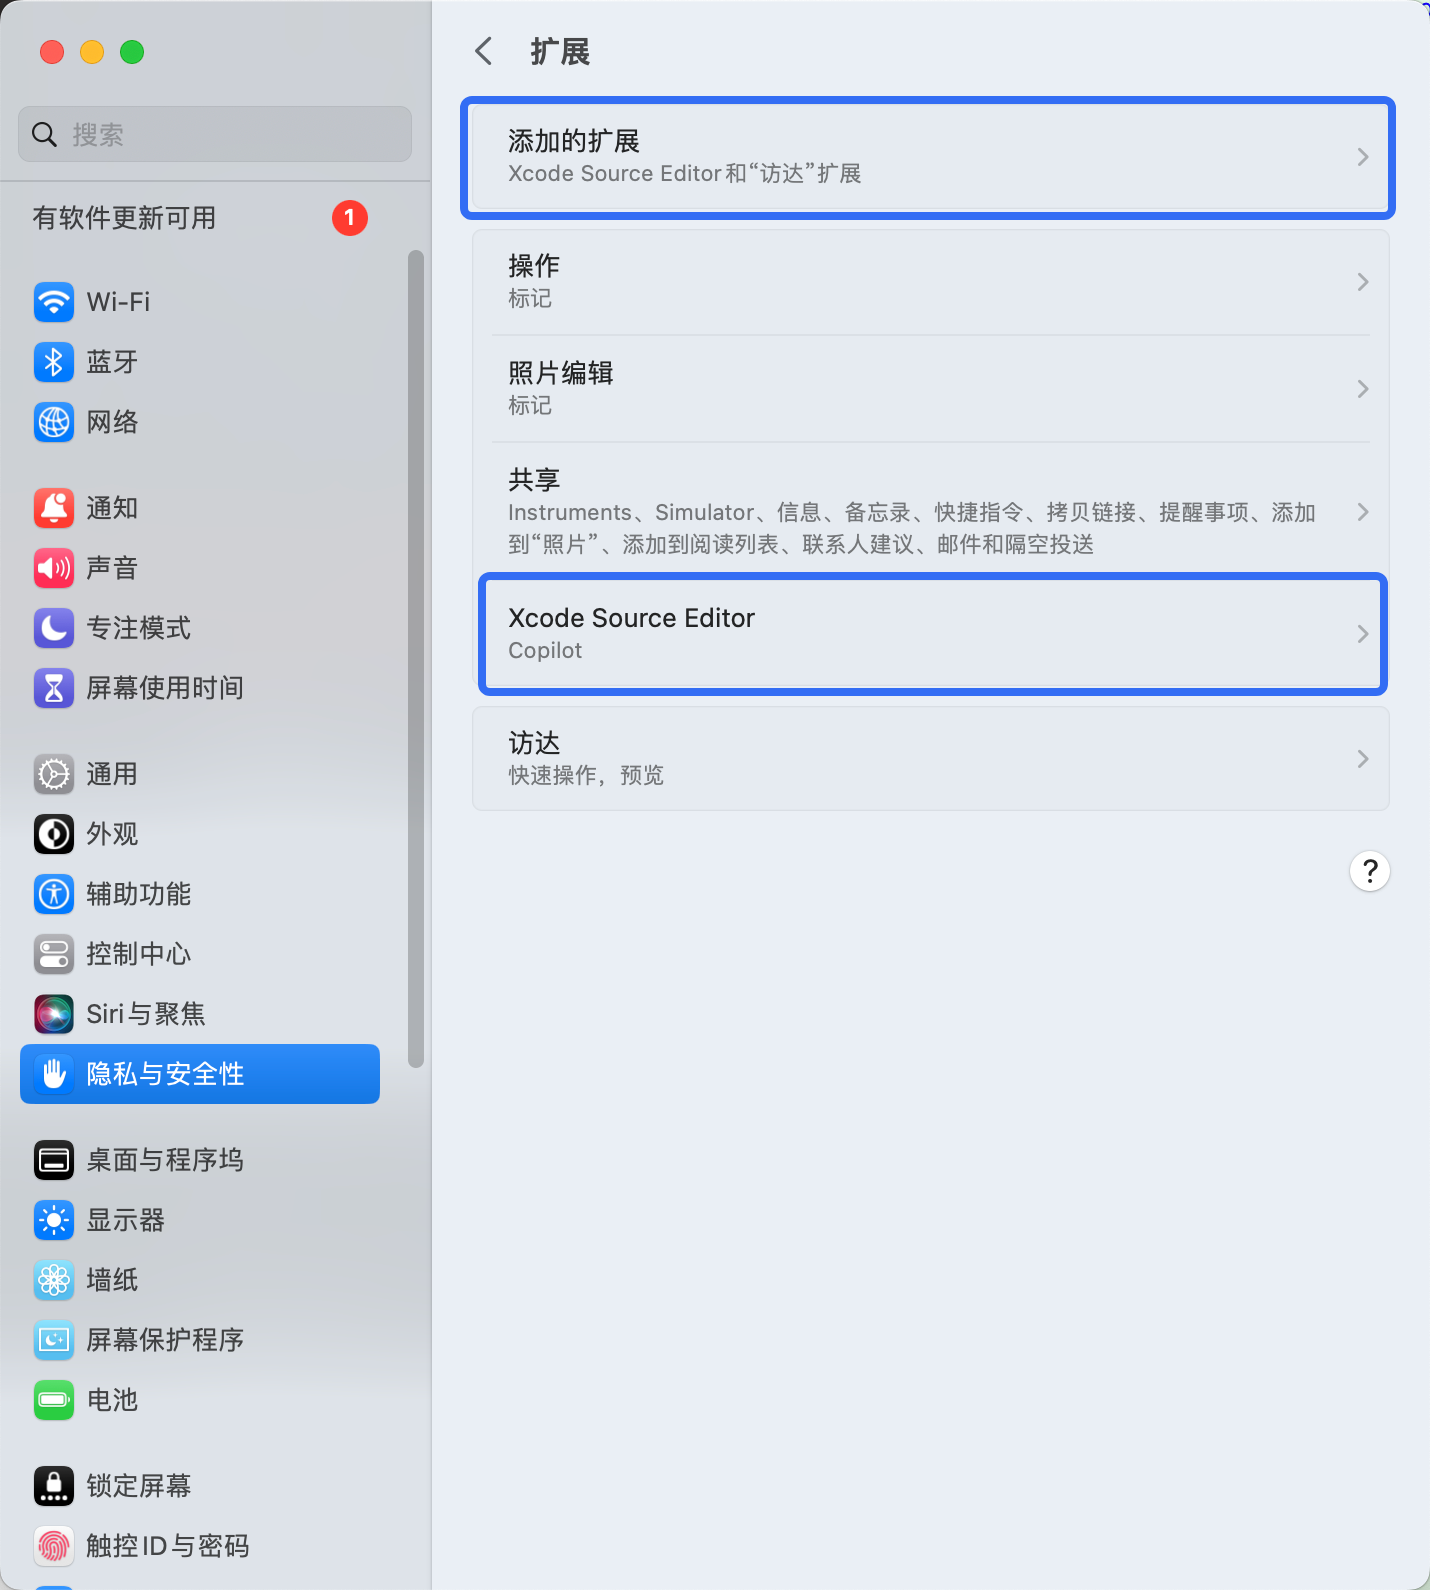 搜索
有软件更新可用
1
Wi-Fi
蓝牙
网络
通知
声音
专注模式
屏幕使用时间
通用
外观
辅助功能
控制中心
Siri与聚焦
隐私与安全性
桌面与程序坞
显示器
墙纸
屏幕保护程序
电池
锁定屏幕
触控ID与密码
扩展
添加的扩展
Xcode Source Editor和“访达”扩展
操作
标记
照片编辑
标记
共享
Instruments、Simulator、信息、备忘录、快捷指令、拷贝链接、提醒事项、添加
到“照片”、添加到阅读列表、联系人建议、邮件和隔空投送
Xcode Source Editor
Copilot
访达
快速操作，预览
?